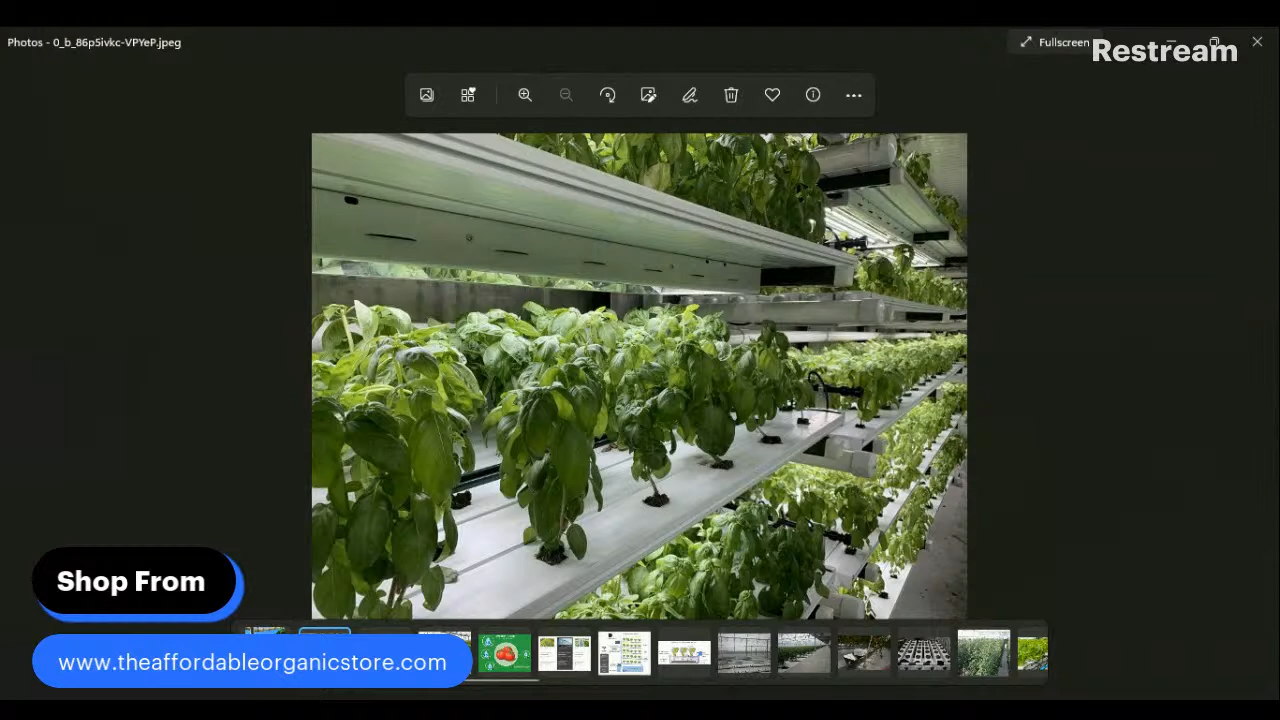 Photos - 0_b_86p5ivkc-VPYeP.jpeg
Fullscreen
Restream
Shop From
www.theaffordableorganicstore.com